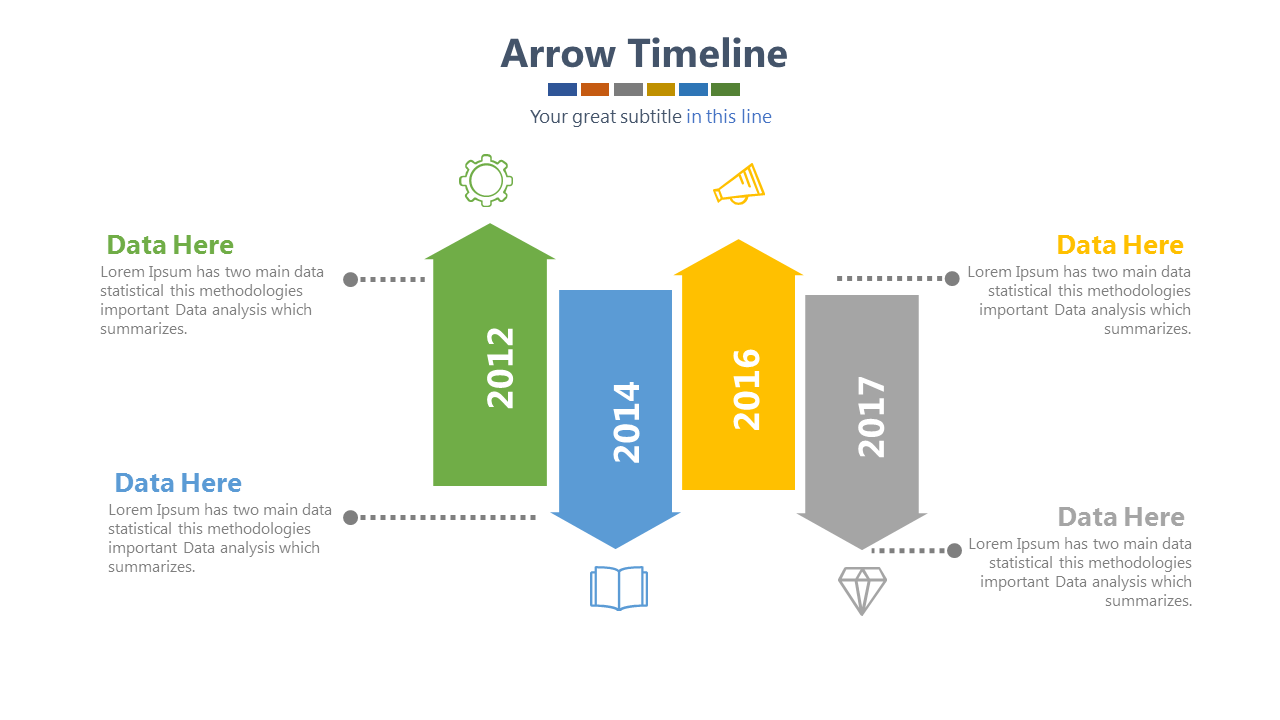 Arrow Timeline
Your great subtitle in this line
Data Here
Lorem Ipsum has two main data
statistical this methodologies
important Data analysis which
summarizes.
Data Here
Lorem Ipsum has two main data
statistical this methodologies
important Data analysis which
summarizes.
2012
2014
2016
2017
Data Here
Lorem Ipsum has two main data
statistical this methodologies
important Data analysis which
summarizes.
Data Here
Lorem Ipsum has two main data
statistical this methodologies
important Data analysis which
summarizes.